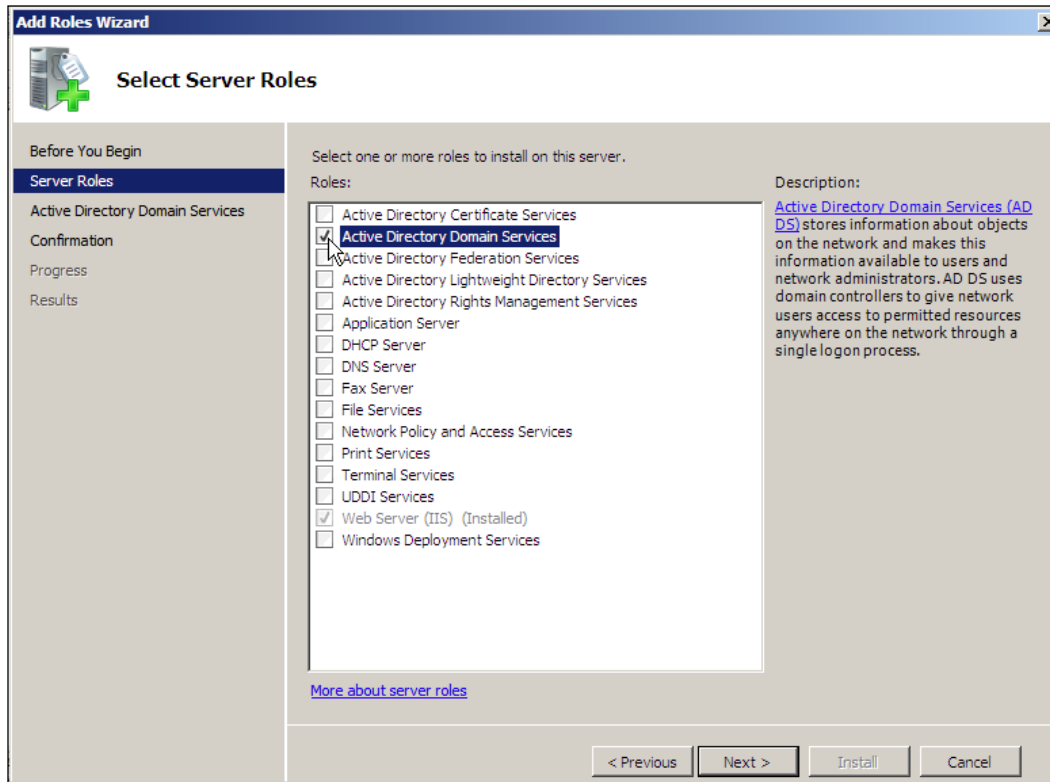 Add Roles Wizard
Select Server Roles
Before You Begin
Server Roles
Active Directory Domain Services
Confirmation
Progress
Results
Select one or more roles to install on this server.
Roles:
Active Directory Certificate Services
Active Directory Domain Services
Active Directory Federation Services
Active Directory Lightweight Directory Services
Active Directory Rights Management Services
Application Server
DHCP Server
DNS Server
Fax Server
File Services
Network Policy and Access Services
Print Services
Terminal Services
UDDI Services
Web Server (IIS) (Installed)
Windows Deployment Services
More about server roles
Description:
Active Directory Domain Services (AD
DS) stores information about objects
on the network and makes this
information available to users and
network administrators. AD DS uses
domain controllers to give network
users access to permitted resources
anywhere on the network through a
single logon process.
< Previous
Next >
Install
Cancel